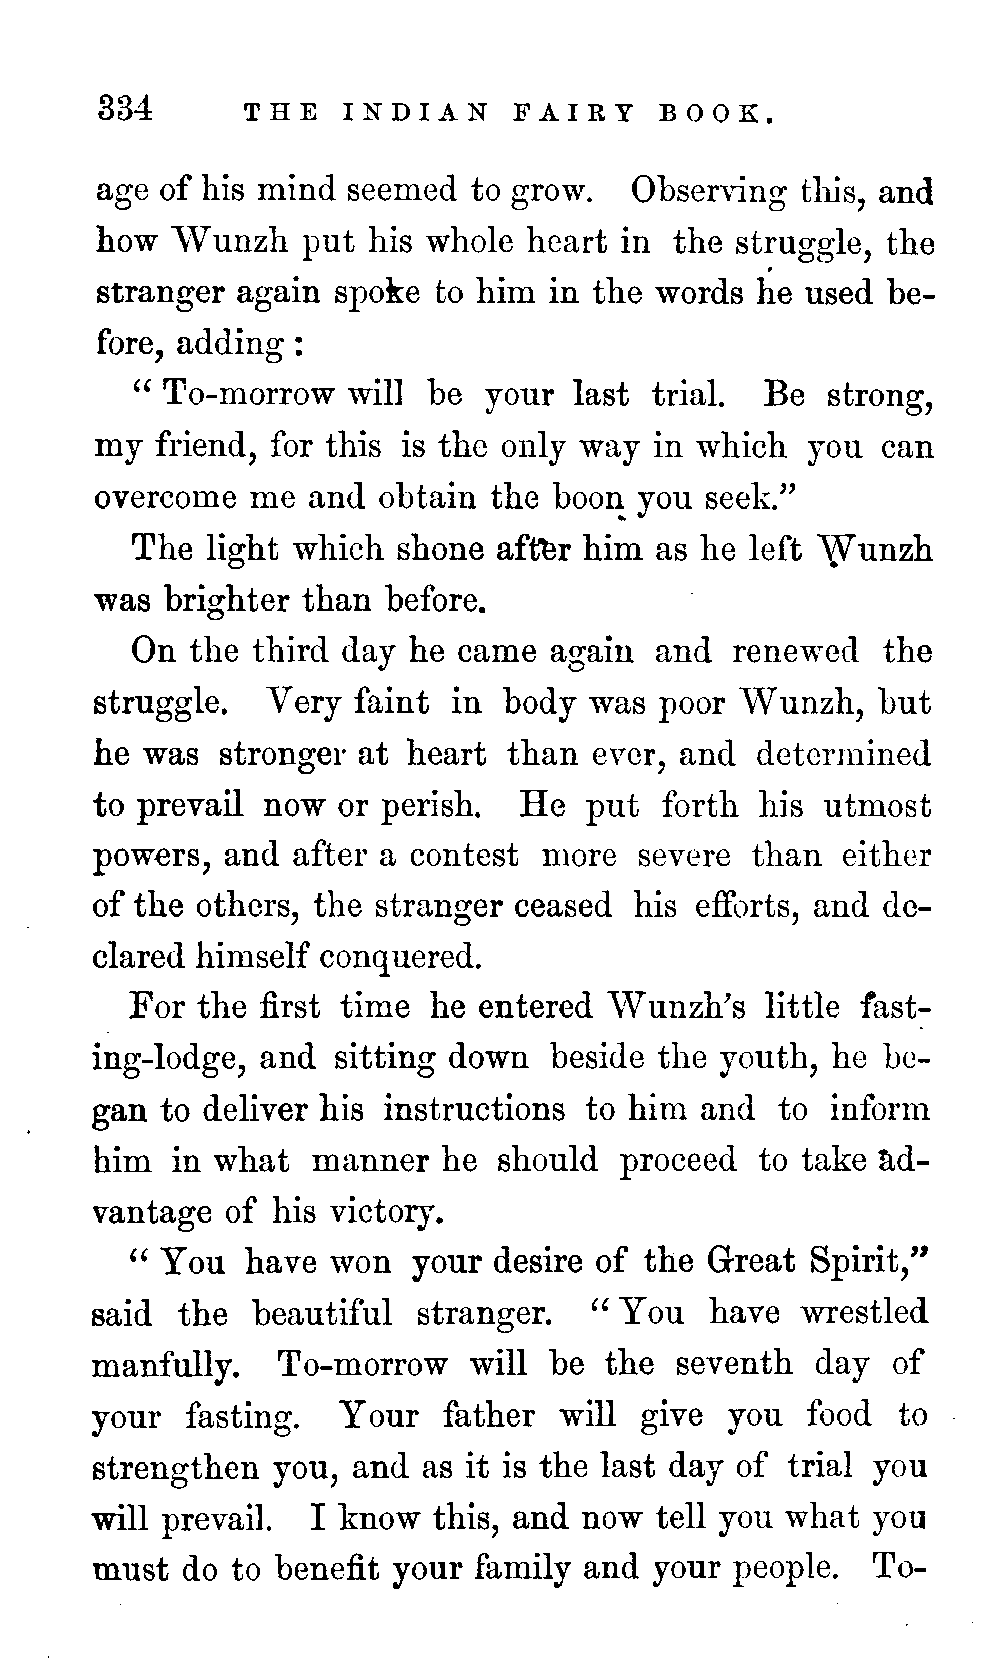 334 THE INDIAN FAIRY BOOK.
age of his mind seemed to grow. Observing this, and
how Wunzh put his whole heart in the struggle, the
stranger again spoke to him in the words he used be-
fore, adding :
“ To-morrow will be your last trial. Be strong,
my friend, for this is the only way in which you can
overcome me and obtain the boon you seek.”
The light which shone after him as he left Wunzh
was brighter than before.
On the third day he came again and renewed the
struggle. Very faint in body was poor Wunzh, but
he was stronger at heart than ever, and determined
to prevail now or perish. He put forth his utmost
powers, and after a contest more severe than either
of the others, the stranger ceased his efforts, and de-
clared himself conquered.
For the first time he entered Wunzh’s little fast-
ing-lodge, and sitting down beside the youth, he be-
gan to deliver his instructions to him and to inform
him in what manner he should proceed to take ad-
vantage of his victory.
“ You have won your desire of the Great Spirit,”
said the beautiful stranger. “ You have wrestled
manfully. To-morrow will be the seventh day of
your fasting. Your father will give you food to
strengthen you, and as it is the last day of trial you
will prevail. I know this, and now tell you what you
must do to benefit your family and your people. To-